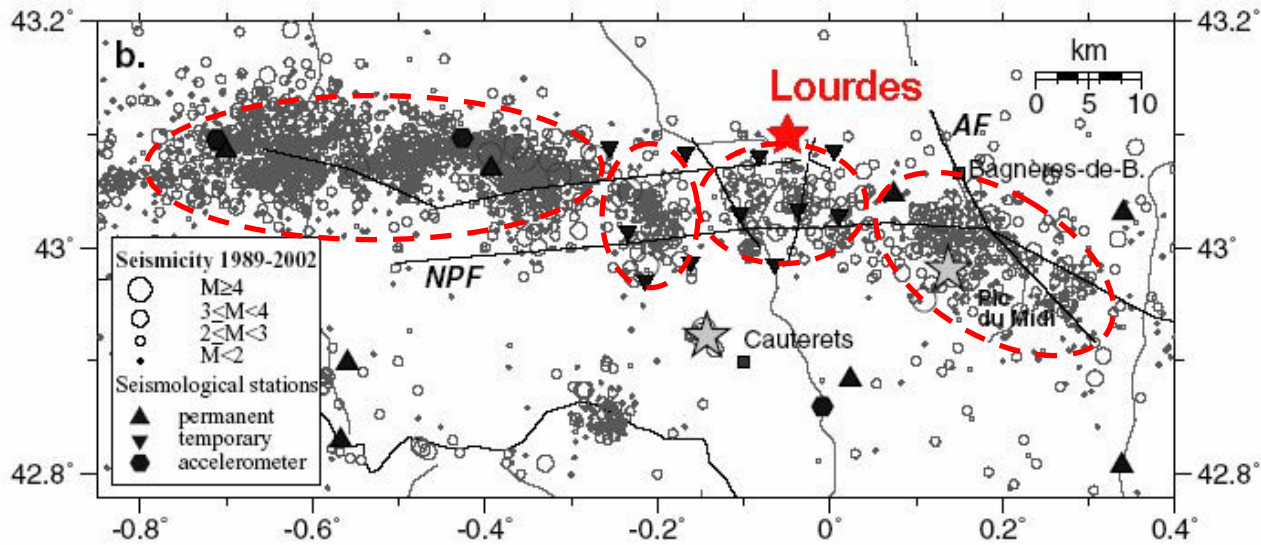 43.2°
43.2°
b.
km
0 5 10
Lourdes
AF
Bagnères-de-B.
43°
43°
NPF
Pic
du Midi
Cauterets
Seismicity 1989-2002
M≥4
3<M<4
2<M<3
M<2
Seismological stations
permanent
temporary
accelerometer
42.8°
42.8°
-0.8° -0.6° -0.4° -0.2° 0° 0.2° 0.4°